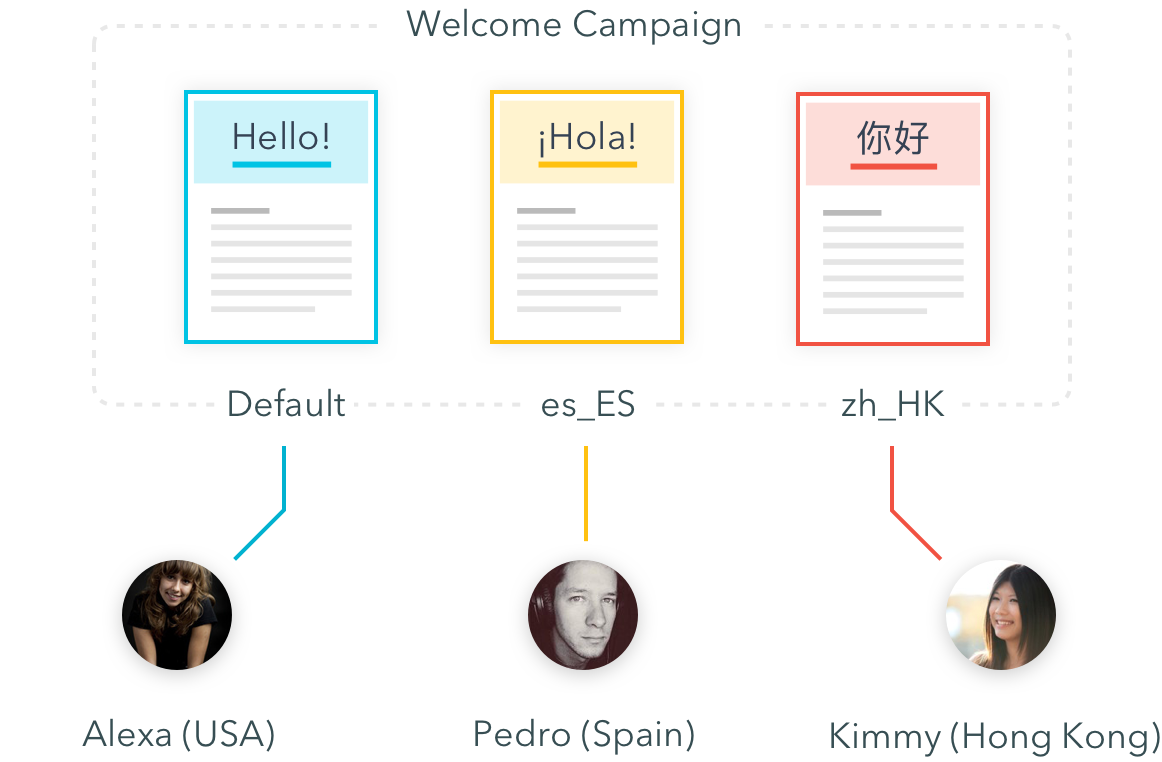 Welcome Campaign
Hello!
¡Hola!
你好
Default
es_ES
zh_HK
Alexa (USA)
Pedro (Spain)
Kimmy (Hong Kong)